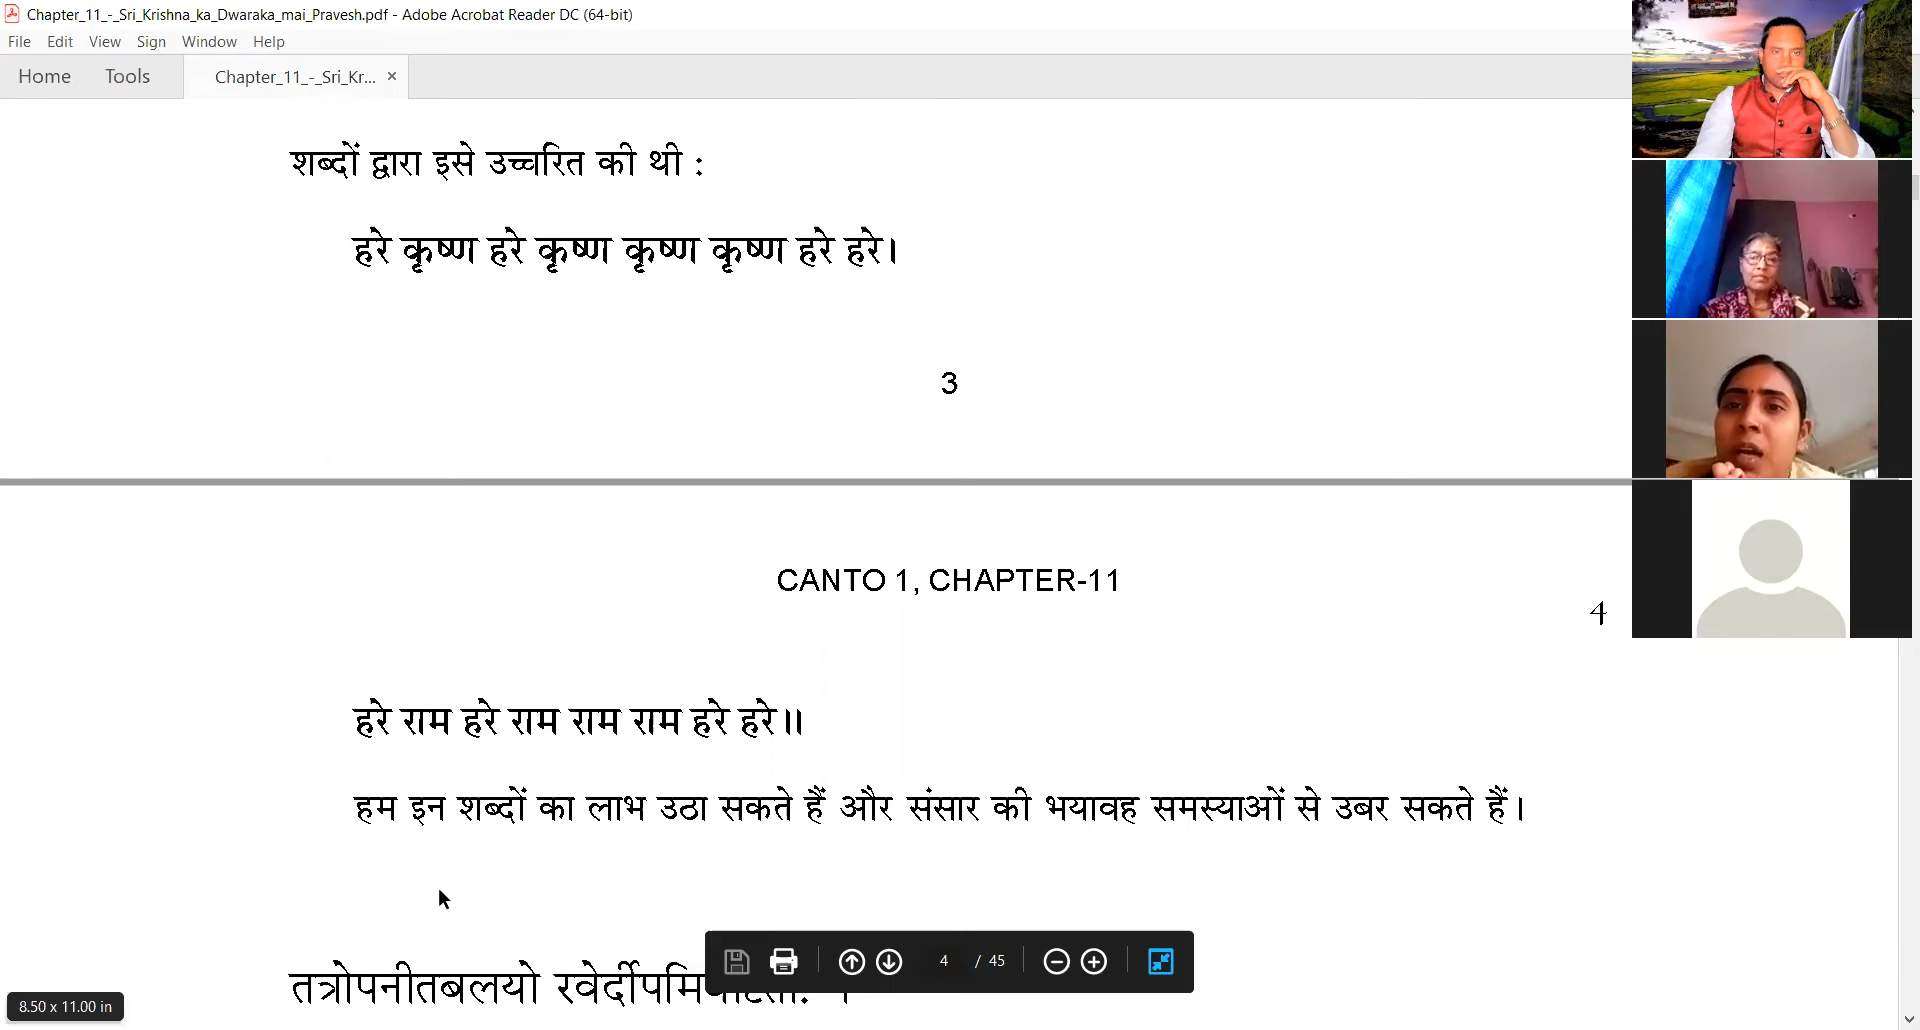 Chapter_11_-_Sri_Krishna_ka_Dwaraka_mai_Pravesh.pdf - Adobe Acrobat Reader DC (64-bit)
File Edit View Sign Window Help
Home Tools Chapter_11_-_Sri_Kr... ×
शब्दों द्वारा इसे उच्चरित की थी :
हरे कृष्ण हरे कृष्ण कृष्ण कृष्ण हरे हरे।
3
CANTO 1, CHAPTER-11
4
हरे राम हरे राम राम राम हरे हरे॥
हम इन शब्दों का लाभ उठा सकते हैं और संसार की भयावह समस्याओं से उबर सकते हैं।
4 / 45
तत्रोपनीतबलयो
8.50 x 11.00 in